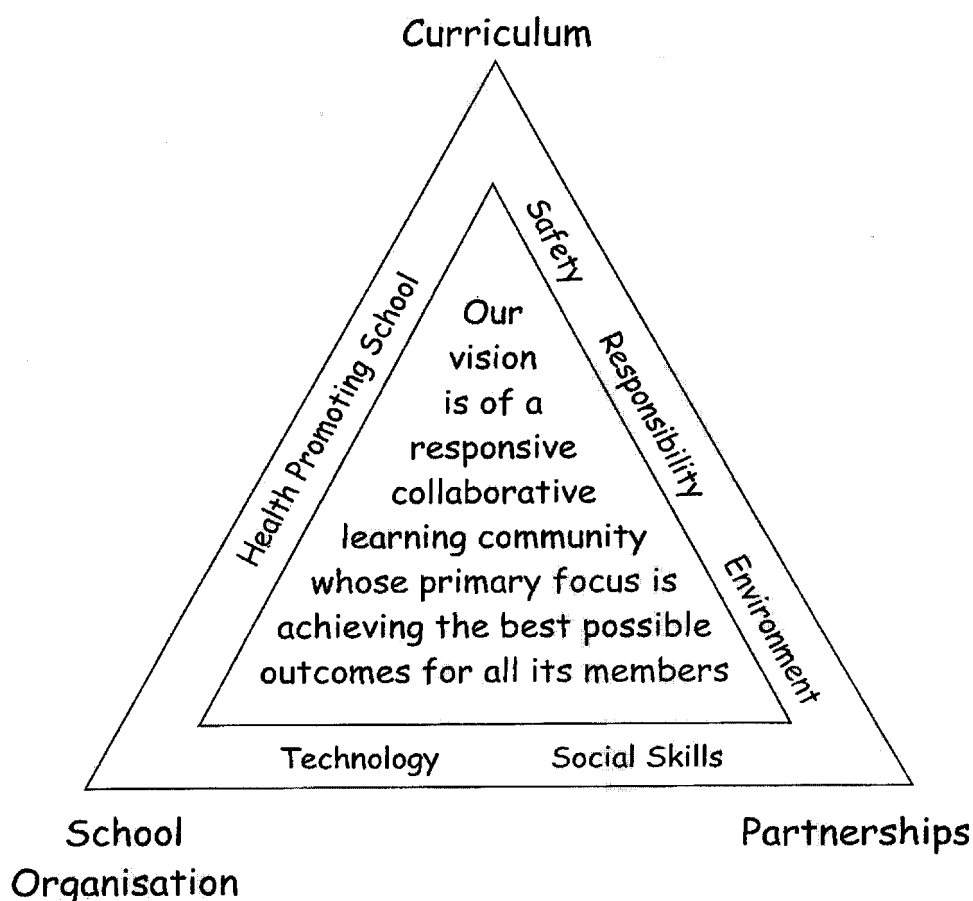 Curriculum
Safety
Responsibility
Environment
Health Promoting School
Our
vision
is of a
responsive
collaborative
learning community
whose primary focus is
achieving the best possible
outcomes for all its members
Technology
Social Skills
School
Organisation
Partnerships